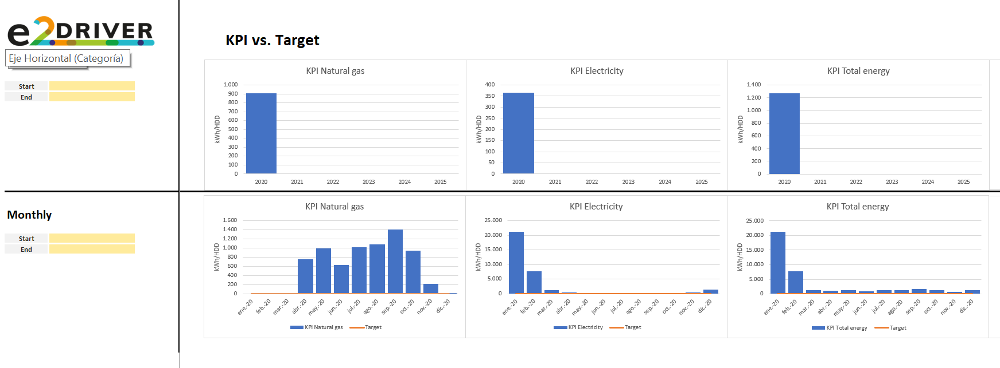 e2DRIVER
Eje Horizontal (Categoría)
Start
End
KPI vs. Target
KPI Natural gas
1.000
900
800
700
600
500
400
300
200
100
0
kWh/HDD
2020 2021 2022 2023 2024 2025
KPI Electricity
400
350
300
250
200
150
100
50
0
kWh/HDD
2020 2021 2022 2023 2024 2025
KPI Total energy
1.400
1.200
1.000
800
600
400
200
0
kWh/HDD
2020 2021 2022 2023 2024 2025
Monthly
Start
End
KPI Natural gas
1.600
1.400
1.200
1.000
800
600
400
200
0
kWh/HDD
ene.-20 feb.-20 mar.-20 abr.-20 may.-20 jun.-20 jul.-20 ago.-20 sep.-20 oct.-20 nov.-20 dic.-20
KPI Natural gas Target
KPI Electricity
25.000
20.000
15.000
10.000
5.000
0
kWh/HDD
ene.-20 feb.-20 mar.-20 abr.-20 may.-20 jun.-20 jul.-20 ago.-20 sep.-20 oct.-20 nov.-20 dic.-20
KPI Electricity Target
KPI Total energy
25.000
20.000
15.000
10.000
5.000
0
kWh/HDD
ene.-20 feb.-20 mar.-20 abr.-20 may.-20 jun.-20 jul.-20 ago.-20 sep.-20 oct.-20 nov.-20 dic.-20
KPI Total energy Target